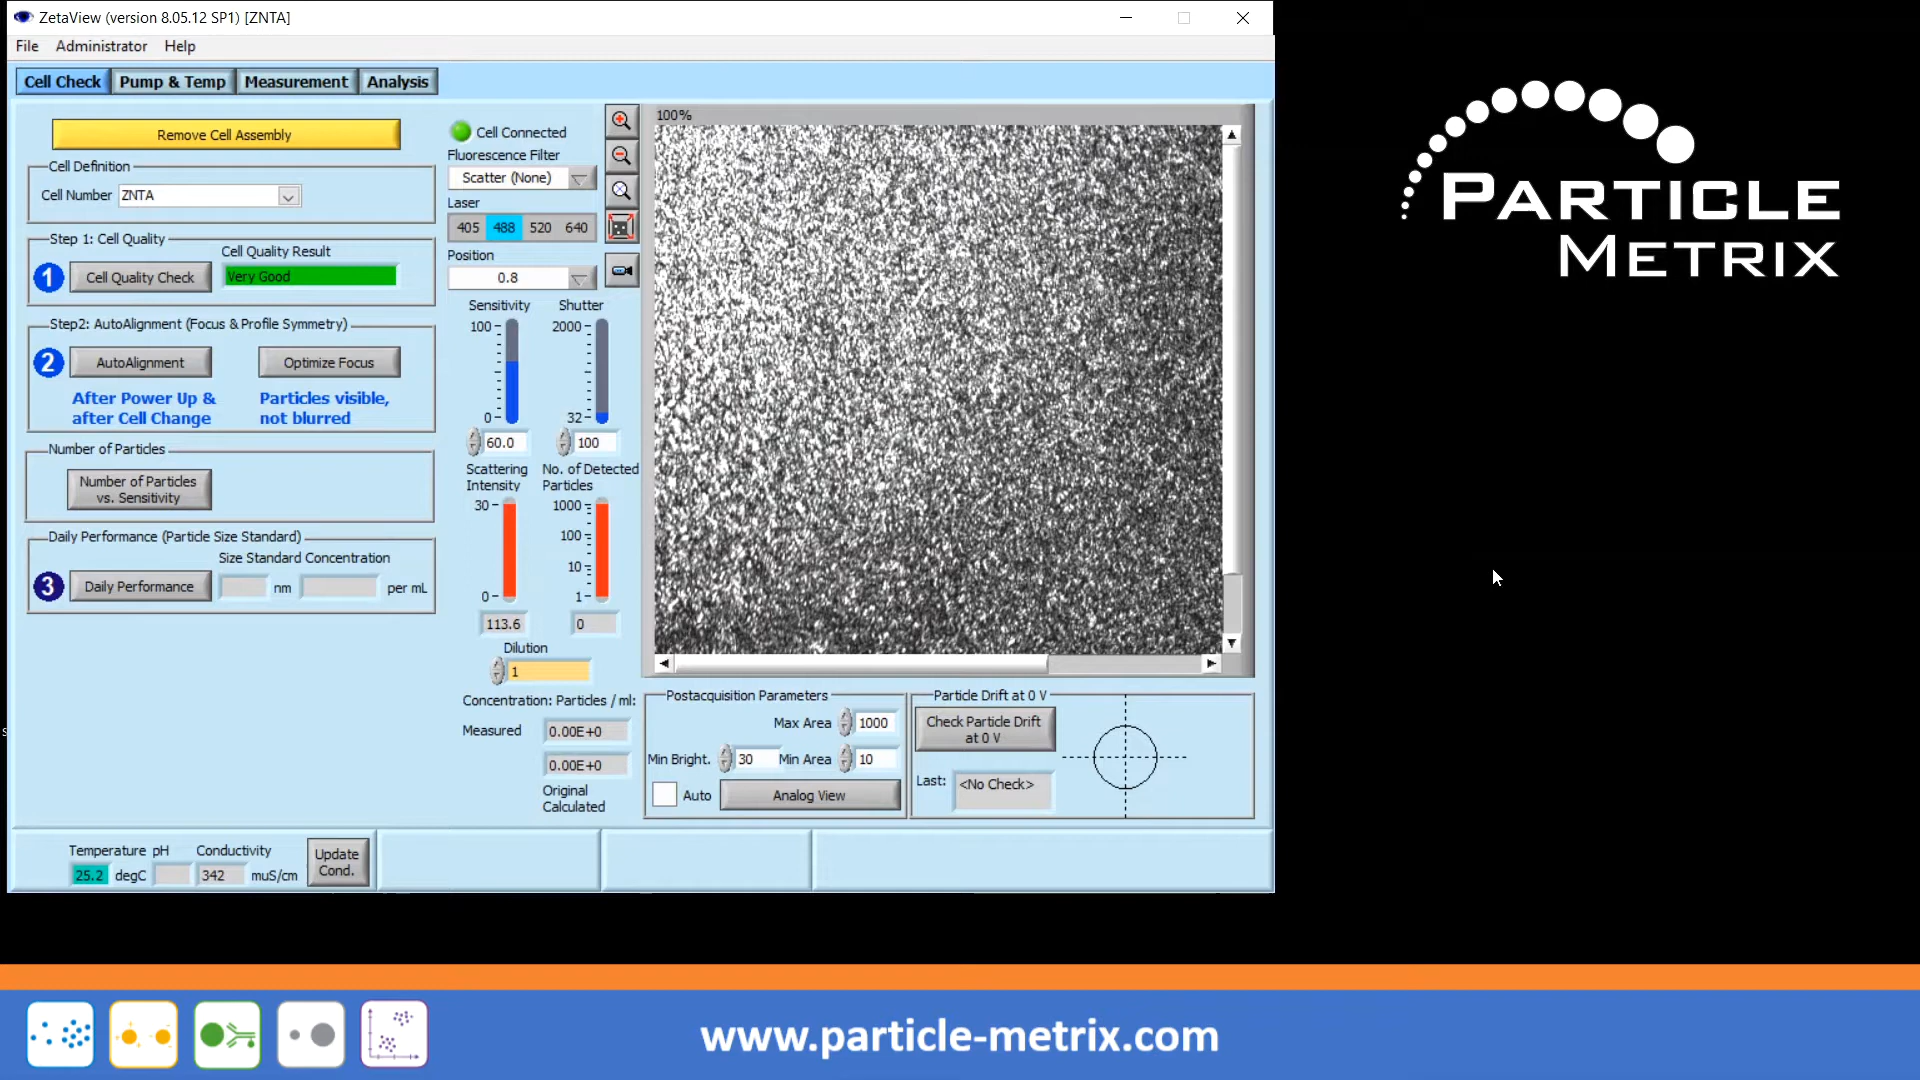 ZetaView (version 8.05.12 SP1) [ZNTA]
File Administrator Help
Cell Check Pump & Temp Measurement Analysis
Remove Cell Assembly
Cell Definition
Cell Number ZNTA
Step 1: Cell Quality
Cell Quality Result
1 Cell Quality Check Very Good
Step2: AutoAlignment (Focus & Profile Symmetry)
2 AutoAlignment Optimize Focus
After Power Up &
after Cell Change
Particles visible,
not blurred
Number of Particles
Number of Particles
vs. Sensitivity
Daily Performance (Particle Size Standard)
Size Standard Concentration
3 Daily Performance nm per mL
Cell Connected
Fluorescence Filter
Scatter (None)
Laser
405 488 520 640
Position
0.8
Sensitivity Shutter
100 2000
0 32
60.0 100
Scattering
Intensity
No. of Detected
Particles
30 1000
100
10
0 1
113.6 0
Dilution
1
Concentration: Particles / ml:
Measured 0.00E+0
0.00E+0
Original
Calculated
100%
Postacquisition Parameters
Max Area 1000
Min Bright. 30 Min Area 10
Auto Analog View
Particle Drift at 0 V
Check Particle Drift
at 0 V
Last: <No Check>
Temperature pH Conductivity
25.2 degC 342 muS/cm
Update
Cond.
PARTICLE
METRIX
www.particle-metrix.com